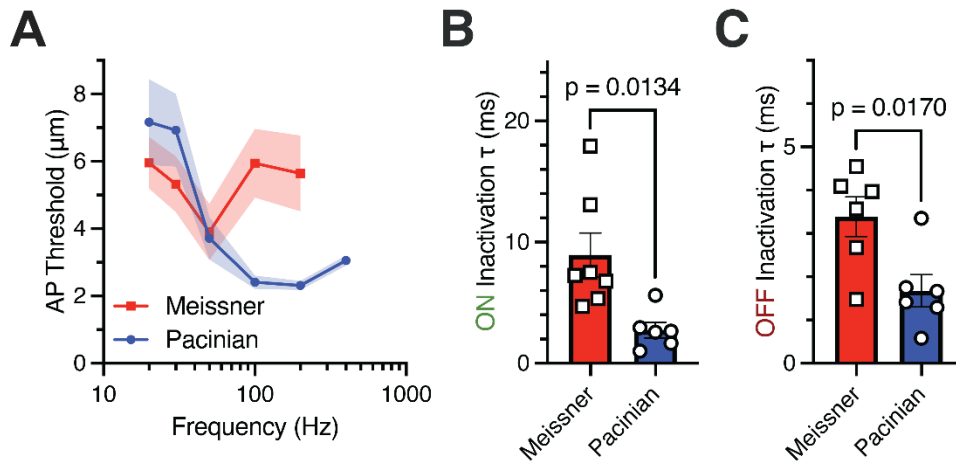 A
AP Threshold (μm)
8
6
4
2
0
Meissner
Pacinian
10
100
1000
Frequency (Hz)
B
ON Inactivation τ (ms)
p = 0.0134
20
10
0
Meissner
Pacinian
C
OFF Inactivation τ (ms)
p = 0.0170
5
0
Meissner
Pacinian